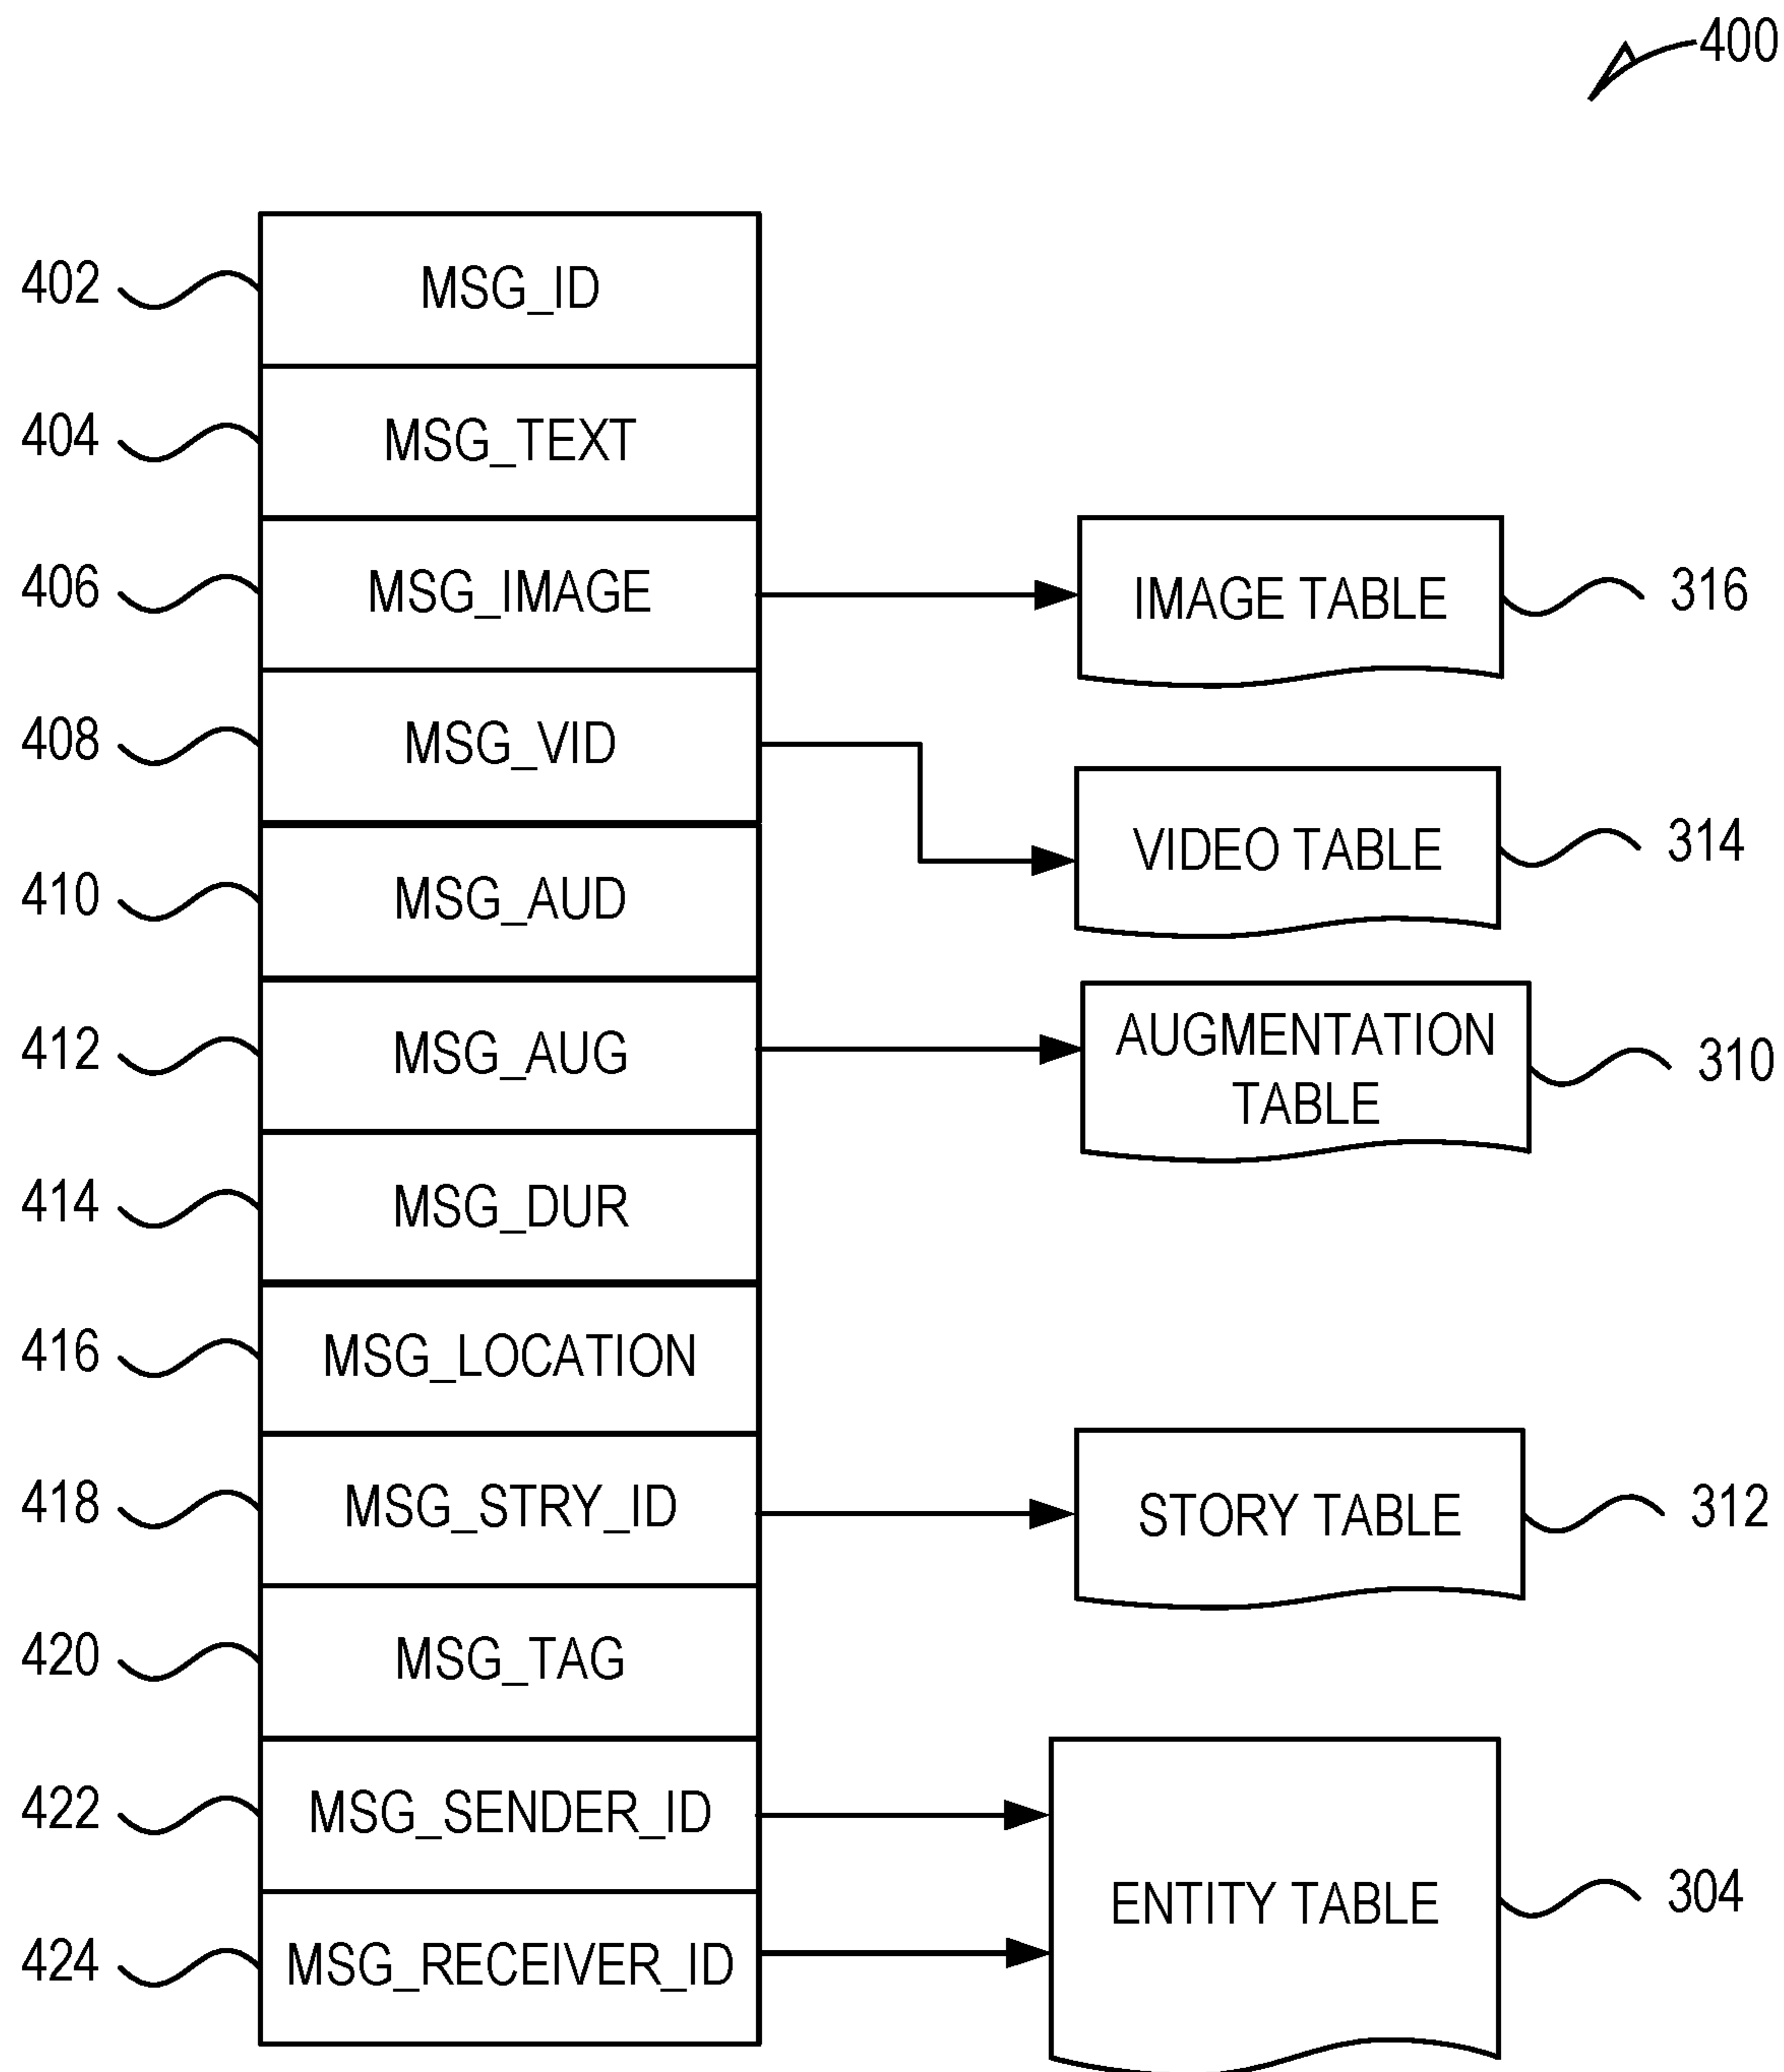 400
402 MSG_ID
404 MSG_TEXT
406 MSG_IMAGE IMAGE TABLE 316
408 MSG_VID
VIDEO TABLE 314
410 MSG_AUD
412 MSG_AUG AUGMENTATION
TABLE 310
414 MSG_DUR
416 MSG_LOCATION
418 MSG_STRY_ID STORY TABLE 312
420 MSG_TAG
422 MSG_SENDER_ID
ENTITY TABLE 304
424 MSG_RECEIVER_ID